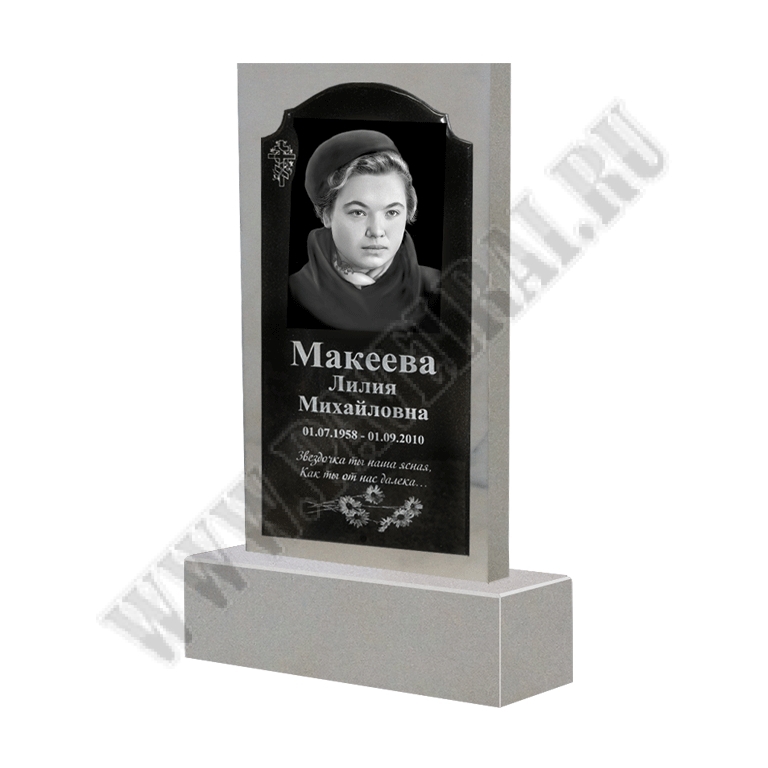 Макеева
Лилия
Михайловна
01.07.1958 - 01.09.2010
Звездочка ты наша ясная,
Как ты от нас далека...